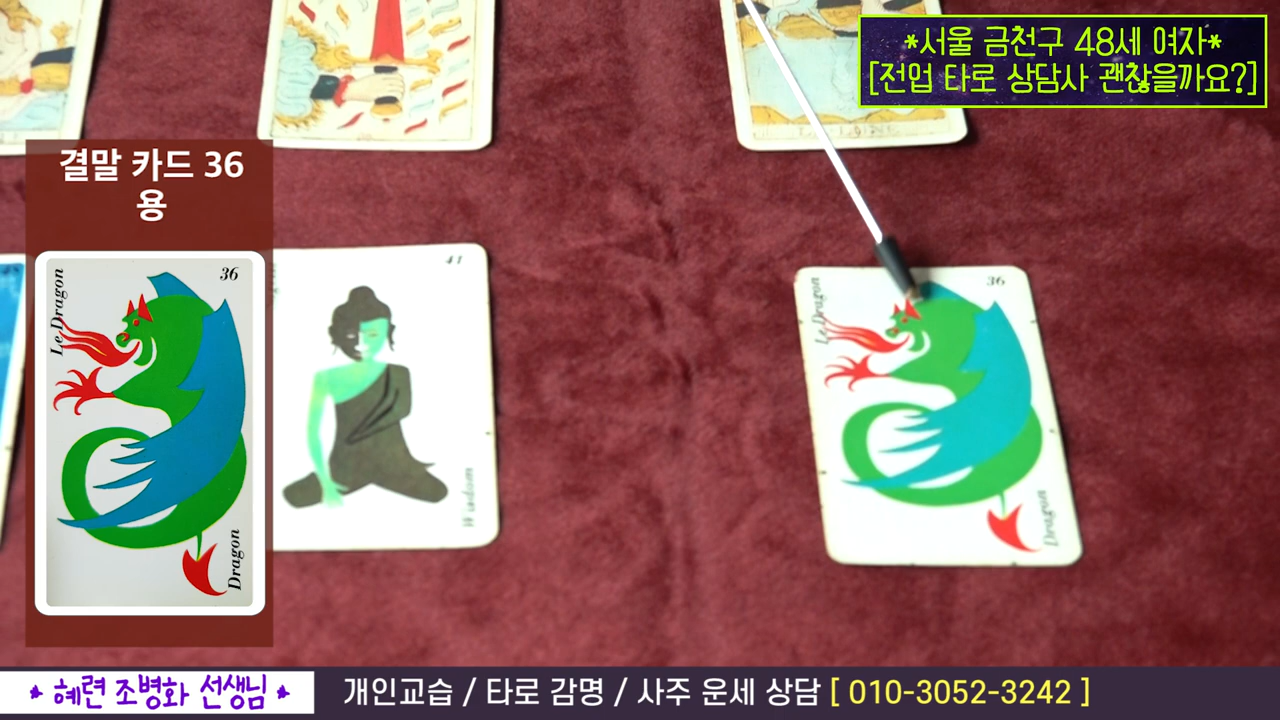 *서울 금천구 48세 여자*
[전업 타로 상담사 괜찮을까요?]
결말 카드 36
용
36
Le Dragon
Dragon
41
Wisdom
36
Le Dragon
Dragon
* 혜련 조병화 선생님 *
개인교습 / 타로 감명 / 사주 운세 상담 [ 010-3052-3242 ]